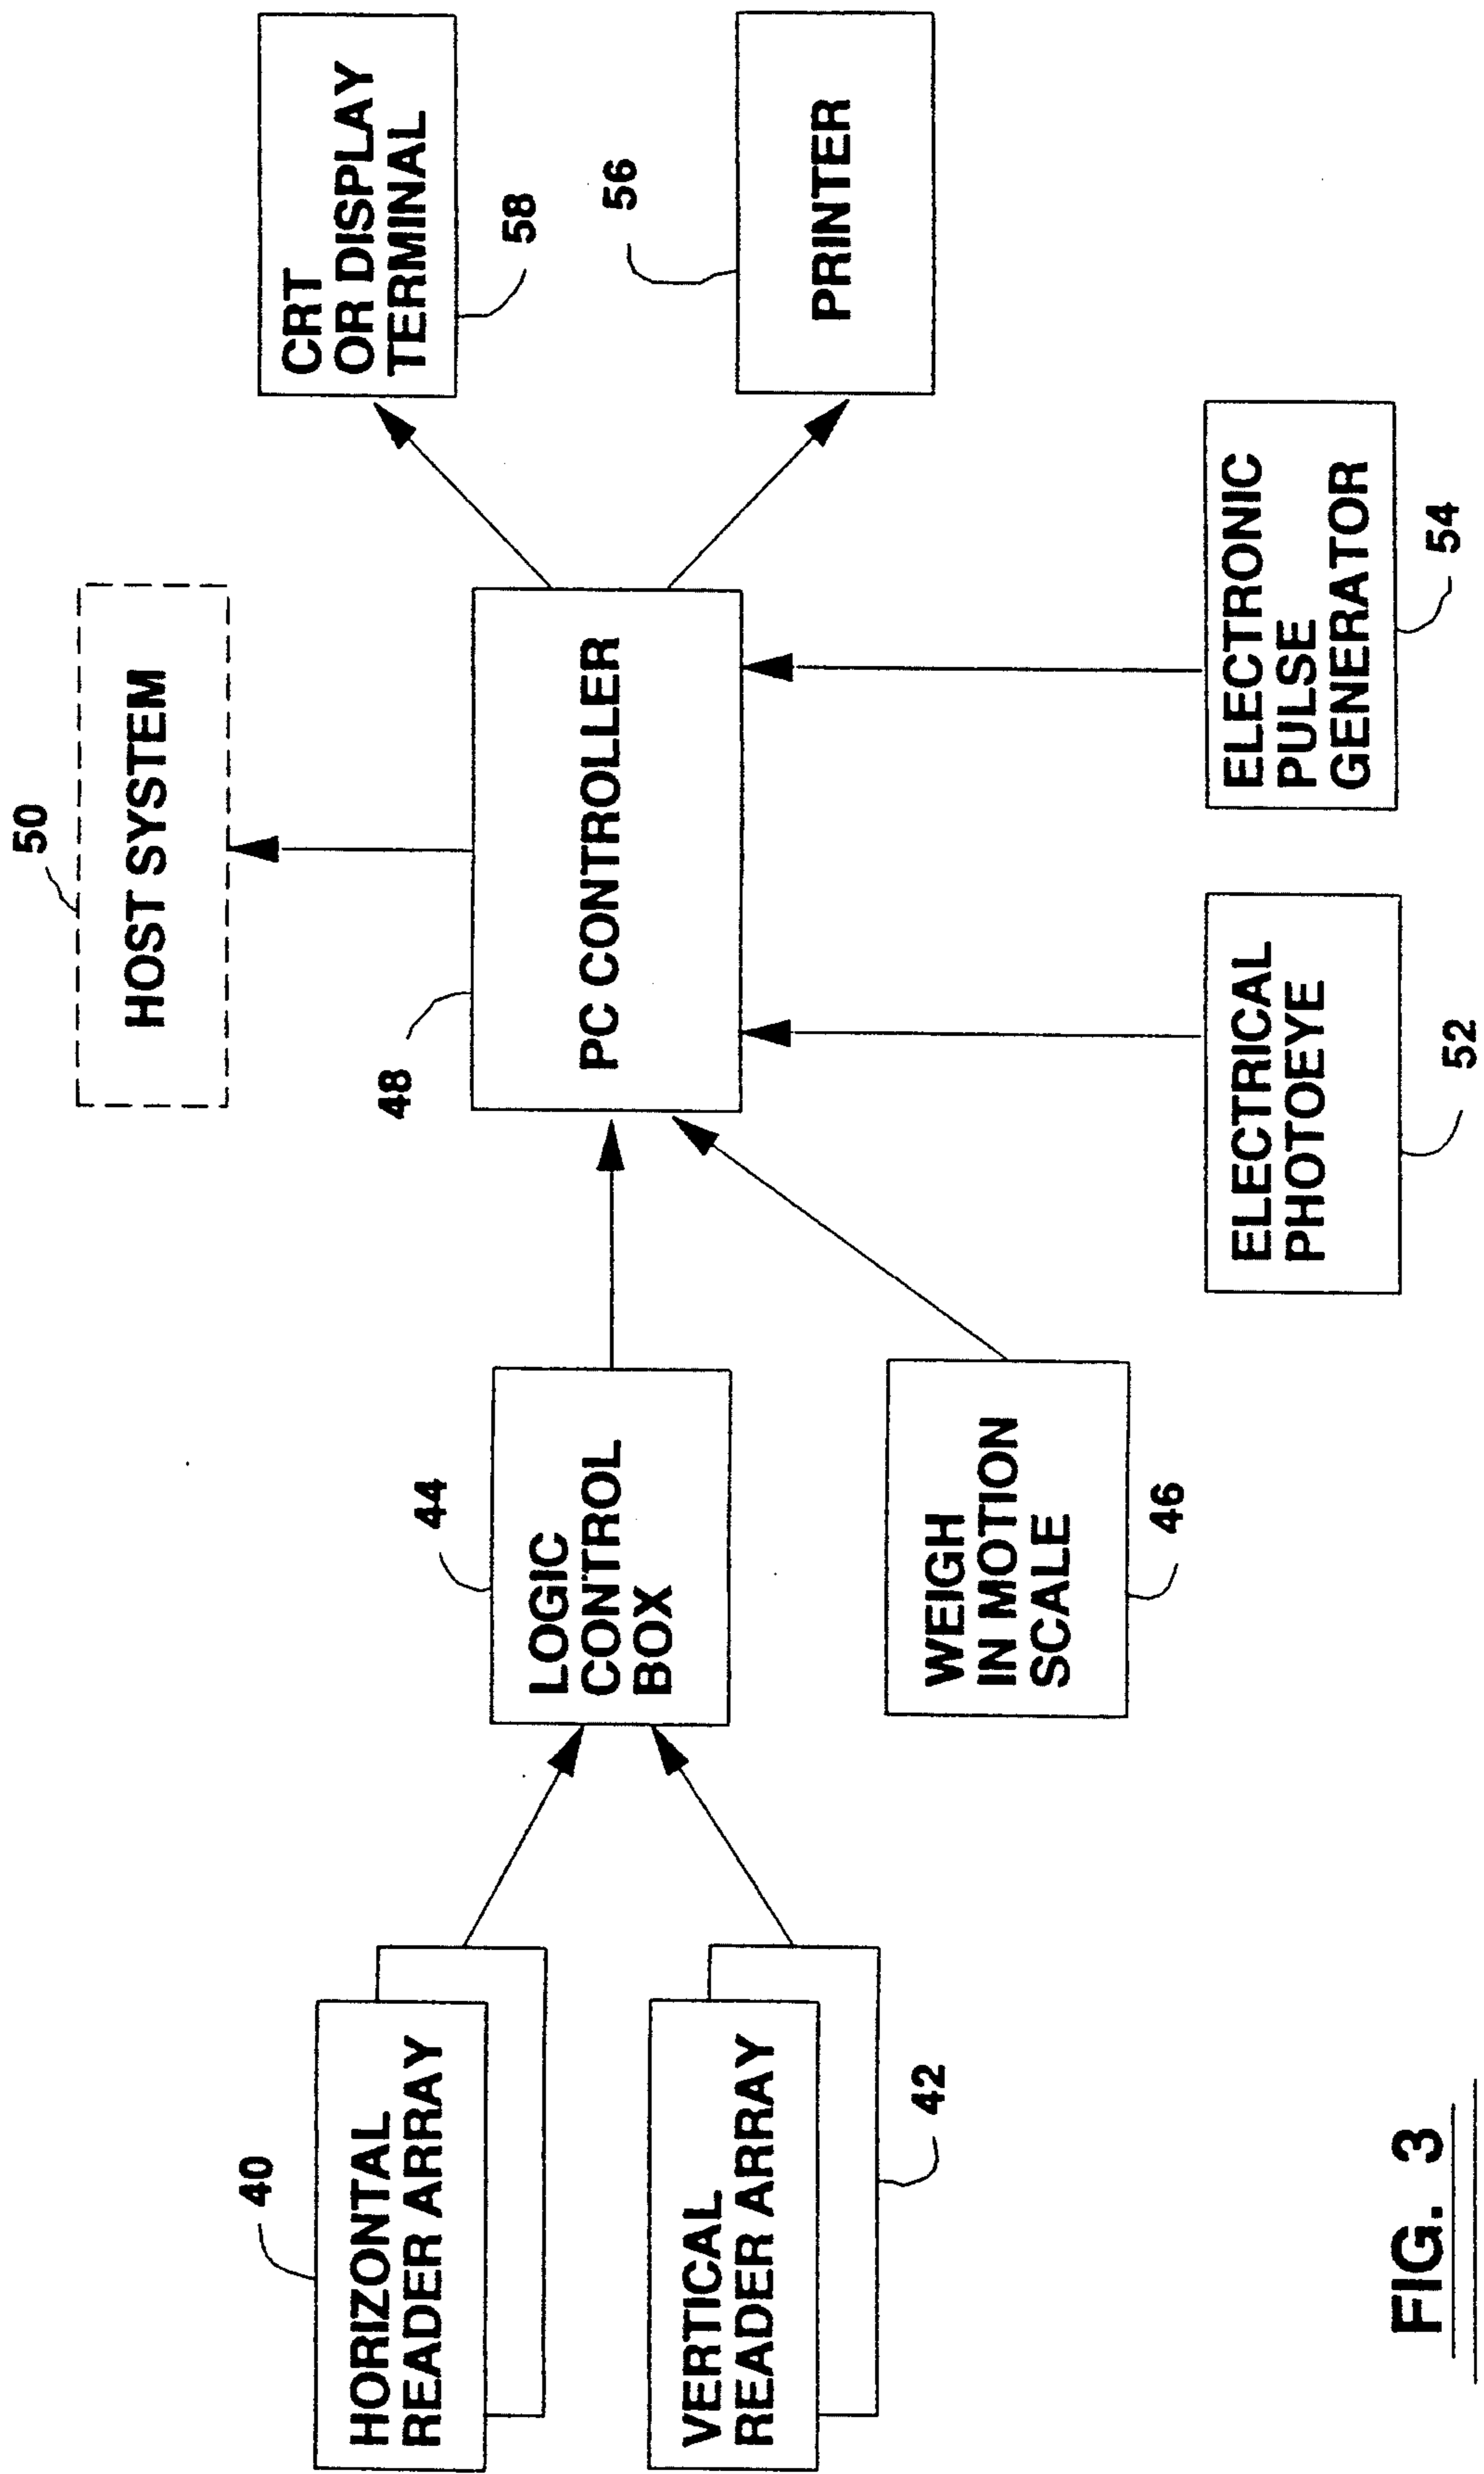 50
HOST SYSTEM
CRT
OR DISPLAY
TERMINAL
58
40
HORIZONTAL
READER ARRAY
44
LOGIC
CONTROL
BOX
48
PC CONTROLLER
56
PRINTER
VERTICAL
READER ARRAY
42
WEIGH
IN MOTION
SCALE
46
ELECTRICAL
PHOTOEYE
52
ELECTRONIC
PULSE
GENERATOR
54
FIG. 3